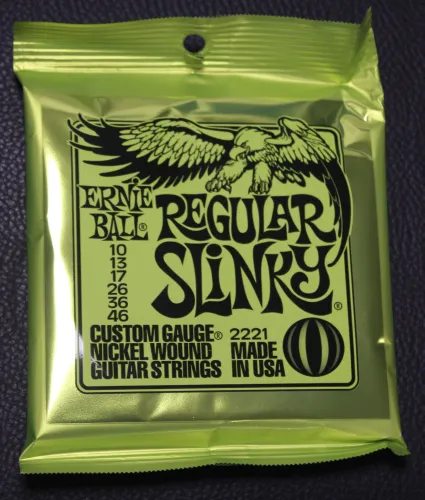 ERNIE BALL®
REGULAR
SLINKY®
10
13
17
26
36
46
CUSTOM GAUGE®
NICKEL WOUND
GUITAR STRINGS
2221
MADE
IN USA